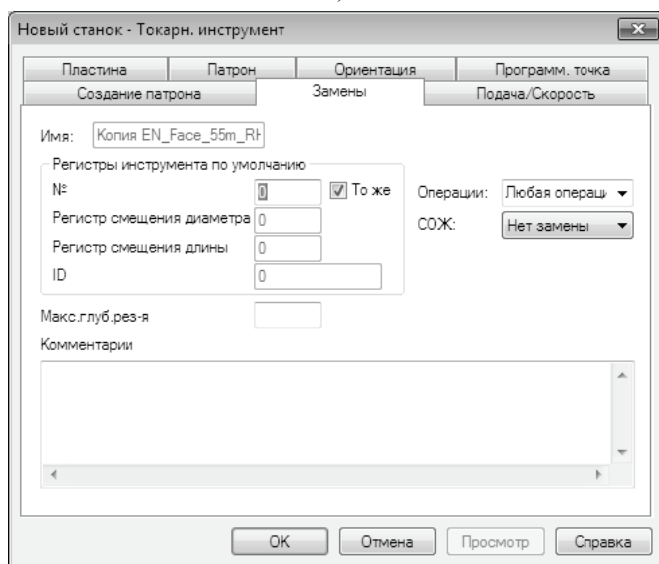 Новый станок - Токарн. инструмент
Пластина Патрон Ориентация Программ. точка
Создание патрона Замены Подача/Скорость
Имя: Копия EN_Face_55m_RH
Регистры инструмента по умолчанию
№ 0 То же Операции: Любая операци
Регистр смещения диаметра 0 СОЖ: Нет замены
Регистр смещения длины 0
ID 0
Макс.глуб.рез-я
Комментарии
OK Отмена Просмотр Справка